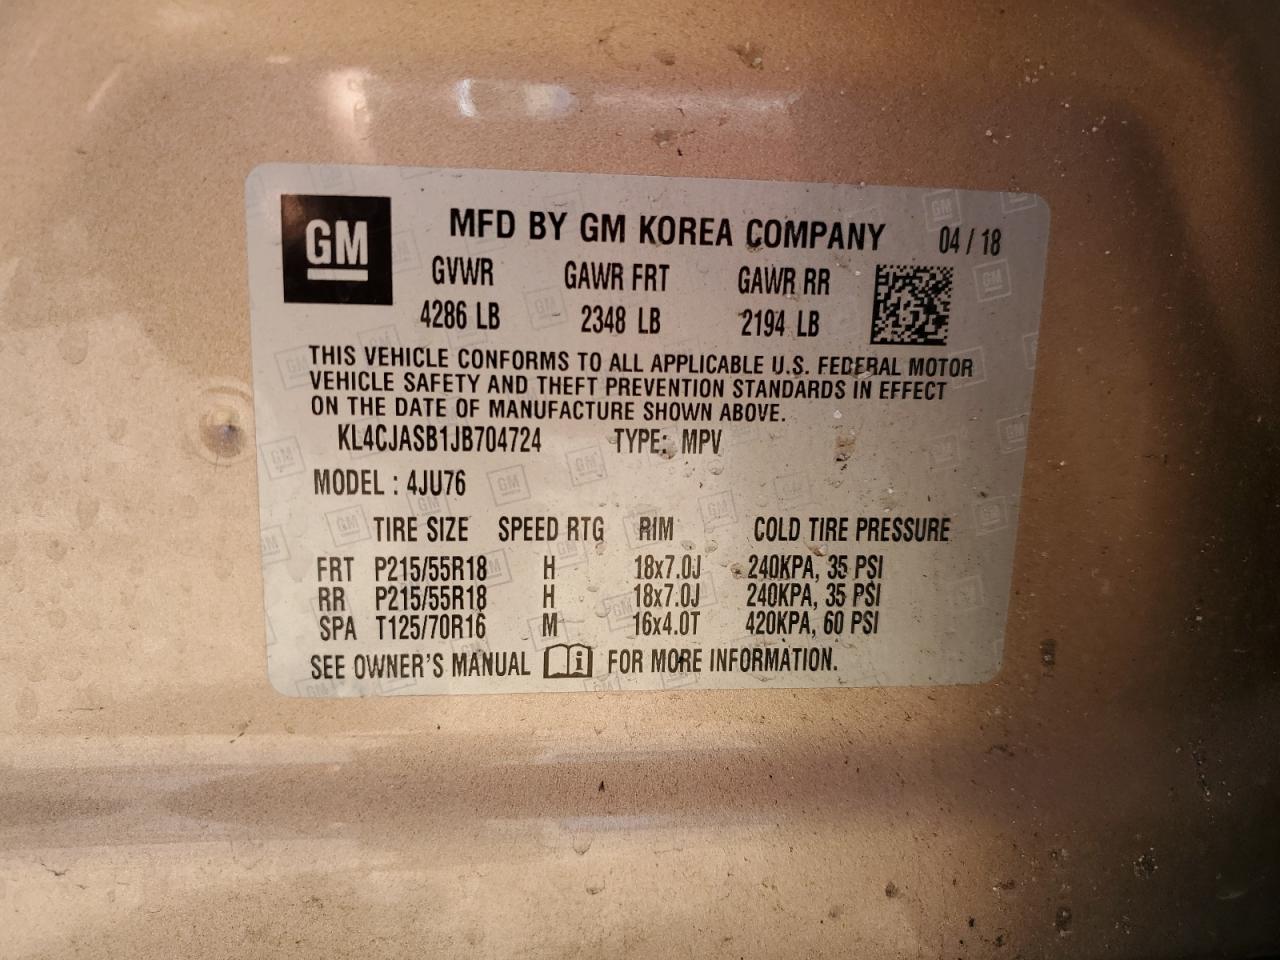 GM
MFD BY GM KOREA COMPANY 04 / 18
GVWR GAWR FRT GAWR RR
4286 LB 2348 LB 2194 LB
THIS VEHICLE CONFORMS TO ALL APPLICABLE U.S. FEDERAL MOTOR
VEHICLE SAFETY AND THEFT PREVENTION STANDARDS IN EFFECT
ON THE DATE OF MANUFACTURE SHOWN ABOVE.
KL4CJASB1JB704724 TYPE: MPV
MODEL : 4JU76
TIRE SIZE SPEED RTG RIM COLD TIRE PRESSURE
FRT P215/55R18 H 18x7.0J 240KPA, 35 PSI
RR P215/55R18 H 18x7.0J 240KPA, 35 PSI
SPA T125/70R16 M 16x4.0T 420KPA, 60 PSI
SEE OWNER'S MANUAL FOR MORE INFORMATION.